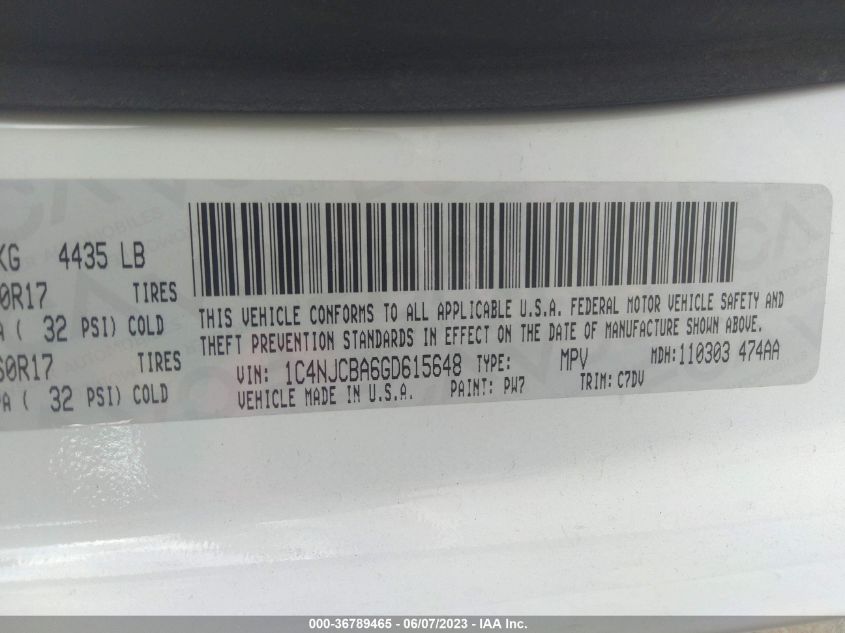 KG 4435 LB
0R17 TIRES
A ( 32 PSI) COLD
60R17 TIRES
PA ( 32 PSI) COLD
THIS VEHICLE CONFORMS TO ALL APPLICABLE U.S.A. FEDERAL MOTOR VEHICLE SAFETY AND
THEFT PREVENTION STANDARDS IN EFFECT ON THE DATE OF MANUFACTURE SHOWN ABOVE.
VIN: 1C4NJCBA6GD615648 TYPE: MPV MDH:110303 474AA
VEHICLE MADE IN U.S.A. PAINT: PW7 TRIM: C7DV
000-36789465 - 06/07/2023 - IAA Inc.